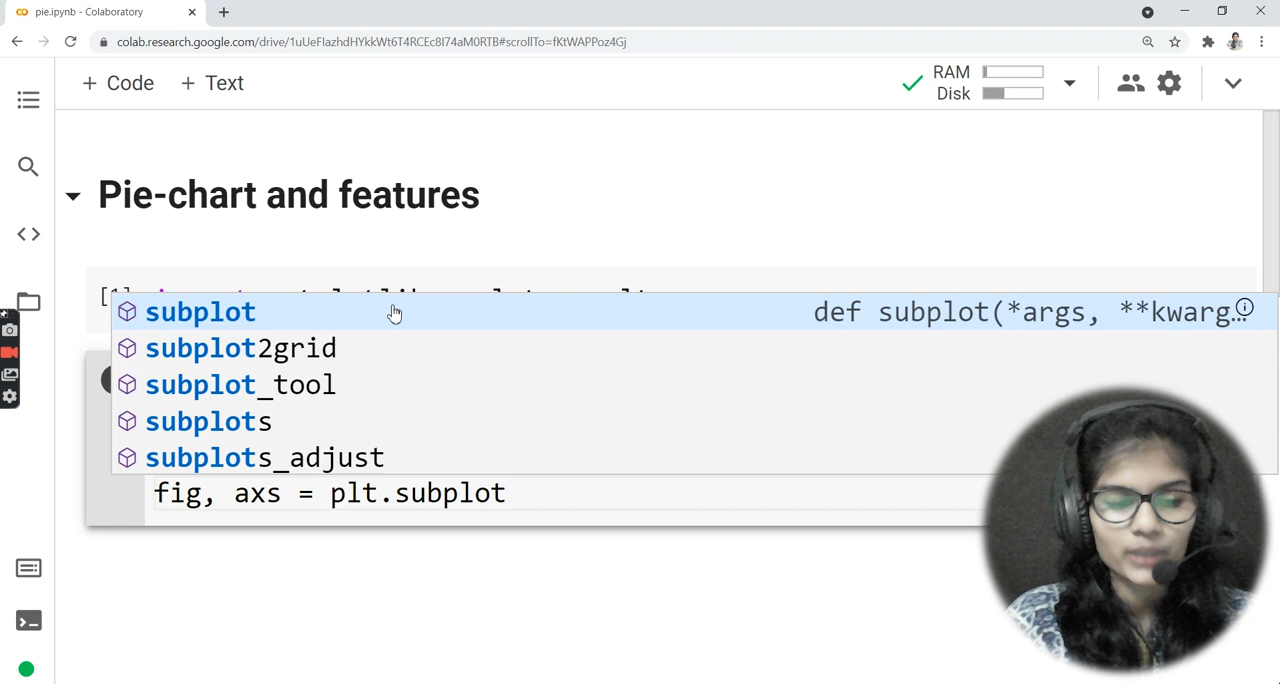 pie.ipynb - Colaboratory
colab.research.google.com/drive/1uUeFlazhdHYkkWt6T4RCEc8I74aM0RTB#scrollTo=fKtWAPPoz4Gj
+ Code + Text
RAM
Disk
Pie-chart and features
[1]
subplot def subplot(*args, **kwarg…
subplot2grid
subplot_tool
subplots
subplots_adjust
fig, axs = plt.subplot